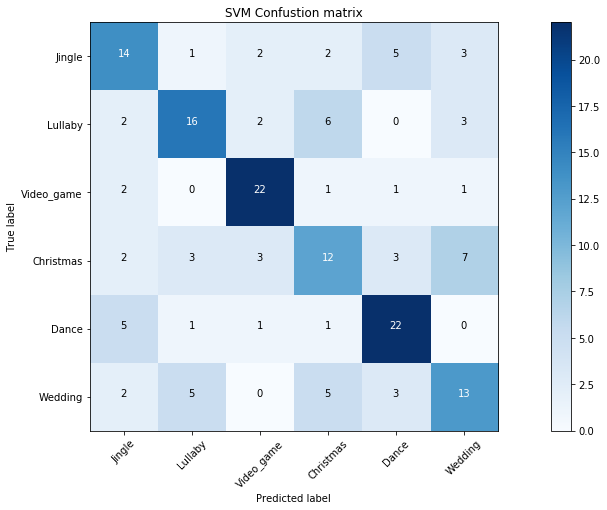 SVM Confustion matrix
Jingle 14 1 2 2 5 3
Lullaby 2 16 2 6 0 3
Video_game 2 0 22 1 1 1
Christmas 2 3 3 12 3 7
Dance 5 1 1 1 22 0
Wedding 2 5 0 5 3 13
Jingle Lullaby Video_game Christmas Dance Wedding
Predicted label
True label
20.0
17.5
15.0
12.5
10.0
7.5
5.0
2.5
0.0